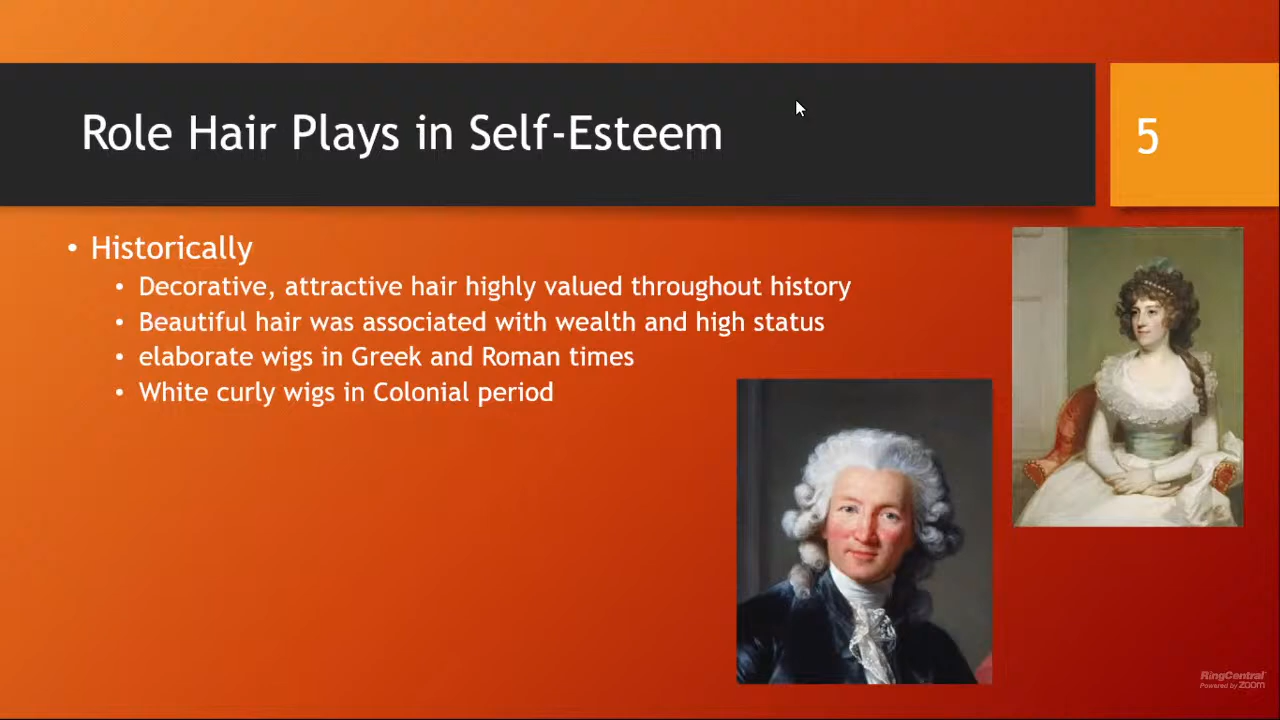 Role Hair Plays in Self-Esteem
5
• Historically
• Decorative, attractive hair highly valued throughout history
• Beautiful hair was associated with wealth and high status
• elaborate wigs in Greek and Roman times
• White curly wigs in Colonial period
RingCentral
Powered by zoom